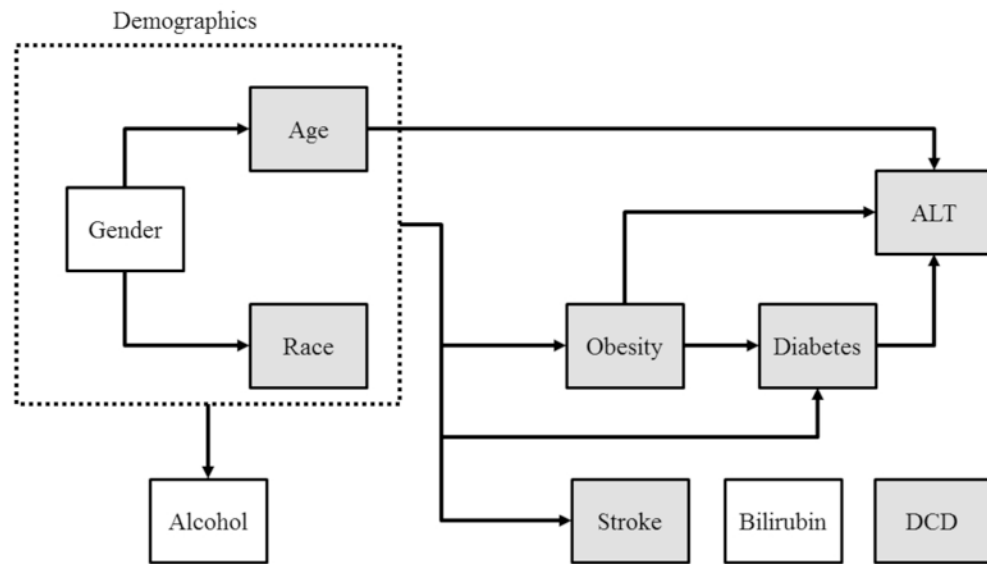 Demographics
Age
Gender
ALT
Race
Obesity
Diabetes
Alcohol
Stroke
Bilirubin
DCD